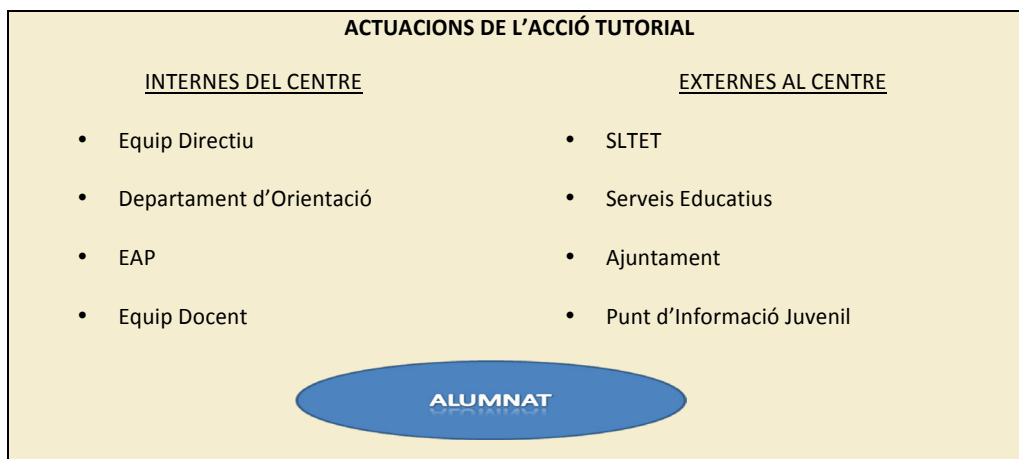 ACTUACIONS DE L’ACCIÓ TUTORIAL
INTERNES DEL CENTRE
• Equip Directiu
• Departament d’Orientació
• EAP
• Equip Docent
EXTERNES AL CENTRE
• SLTET
• Serveis Educatius
• Ajuntament
• Punt d’Informació Juvenil
ALUMNAT